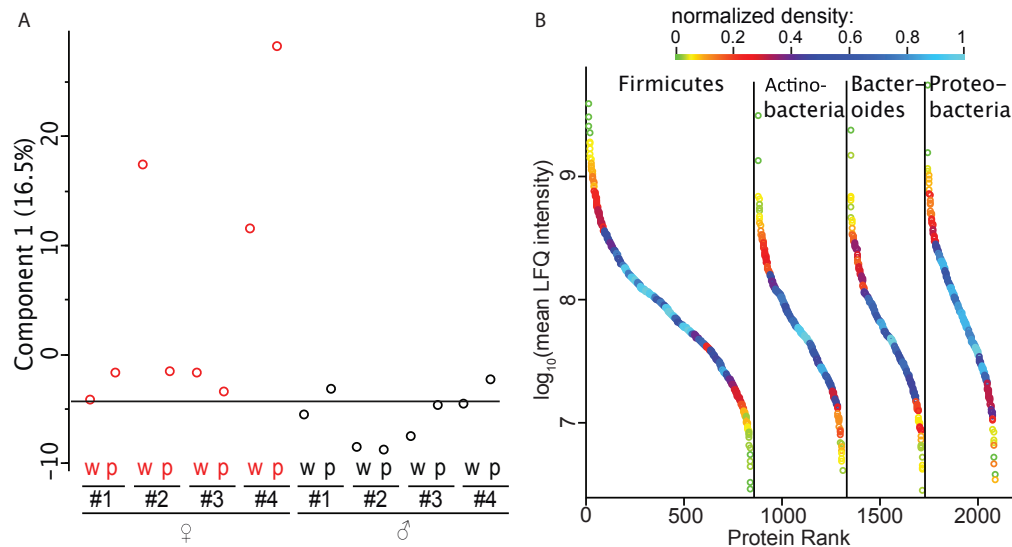 A
Component 1 (16.5%)
20
10
0
-10
w p w p w p w p w p w p w p w p
#1 #2 #3 #4 #1 #2 #3 #4
♀ ♂
B
normalized density:
0 0.2 0.4 0.6 0.8 1
Firmicutes
Actino-
bacteria
Bacter-
oides
Proteo-
bacteria
log10(mean LFQ intensity)
9
8
7
0 500 1000 1500 2000
Protein Rank